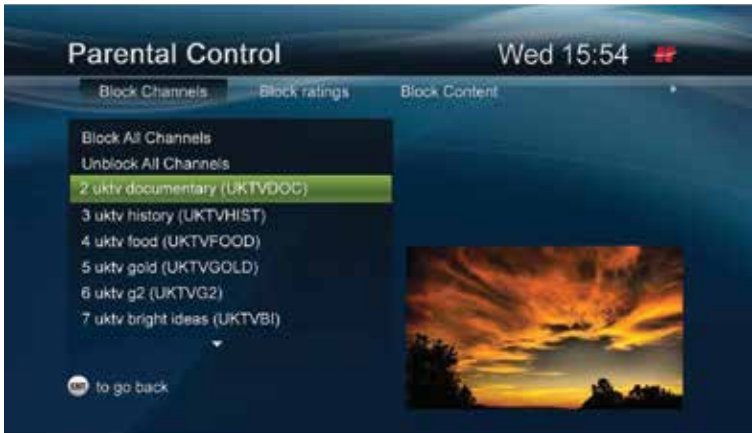 Parental Control Wed 15:54
Block Channels Block ratings Block Content
Block All Channels
Unblock All Channels
2 uktv documentary (UKTVDOC)
3 uktv history (UKTVHIST)
4 uktv food (UKTVFOOD)
5 uktv gold (UKTVGOLD)
6 uktv g2 (UKTVG2)
7 uktv bright ideas (UKTVBI)
EXIT to go back